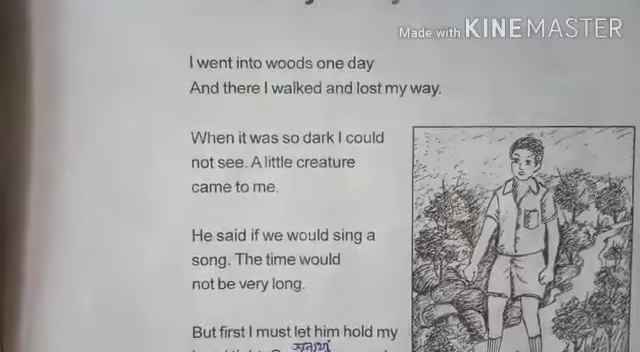 Made with KINEMASTER
I went into woods one day
And there I walked and lost my way.
When it was so dark I could
not see. A little creature
came to me.
He said if we would sing a
song. The time would
not be very long.
But first I must let him hold my